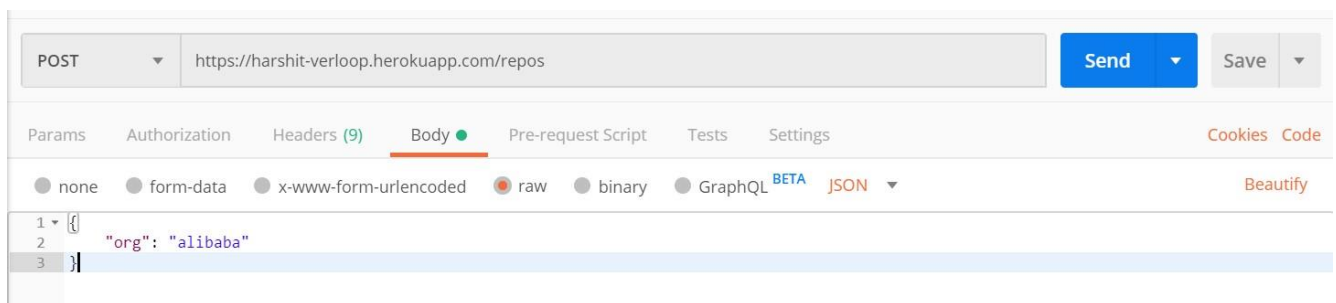 POST https://harshit-verloop.herokuapp.com/repos Send Save
Params Authorization Headers (9) Body Pre-request Script Tests Settings Cookies Code
none form-data x-www-form-urlencoded raw binary GraphQL BETA JSON Beautify
1 {
2 "org": "alibaba"
3 }